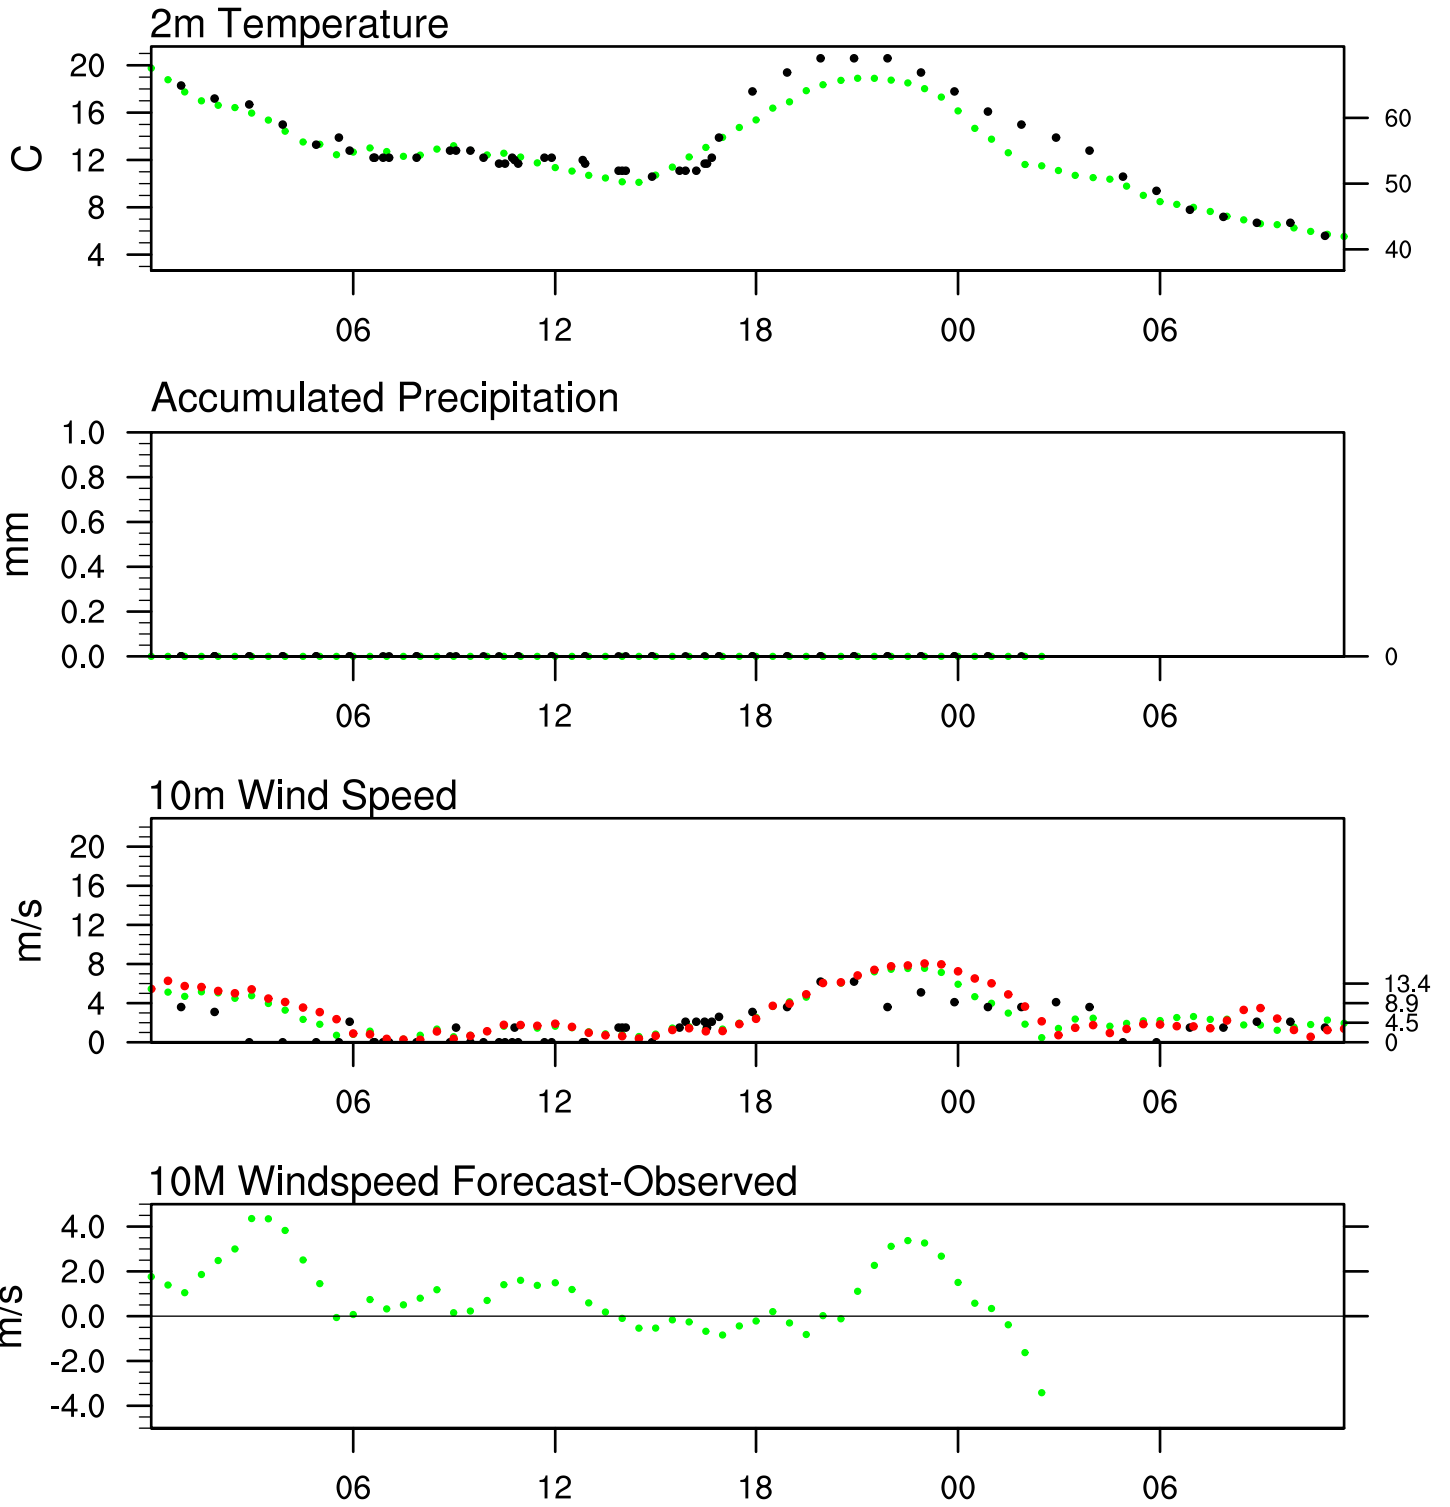 2m Temperature
20
16
12
8
4
C
60
50
40
06 12 18 00 06
Accumulated Precipitation
1.0
0.8
0.6
0.4
0.2
0.0
mm
0
06 12 18 00 06
10m Wind Speed
20
16
12
8
4
0
m/s
13.4
8.9
4.5
0
06 12 18 00 06
10M Windspeed Forecast-Observed
4.0
2.0
0.0
-2.0
-4.0
m/s
06 12 18 00 06